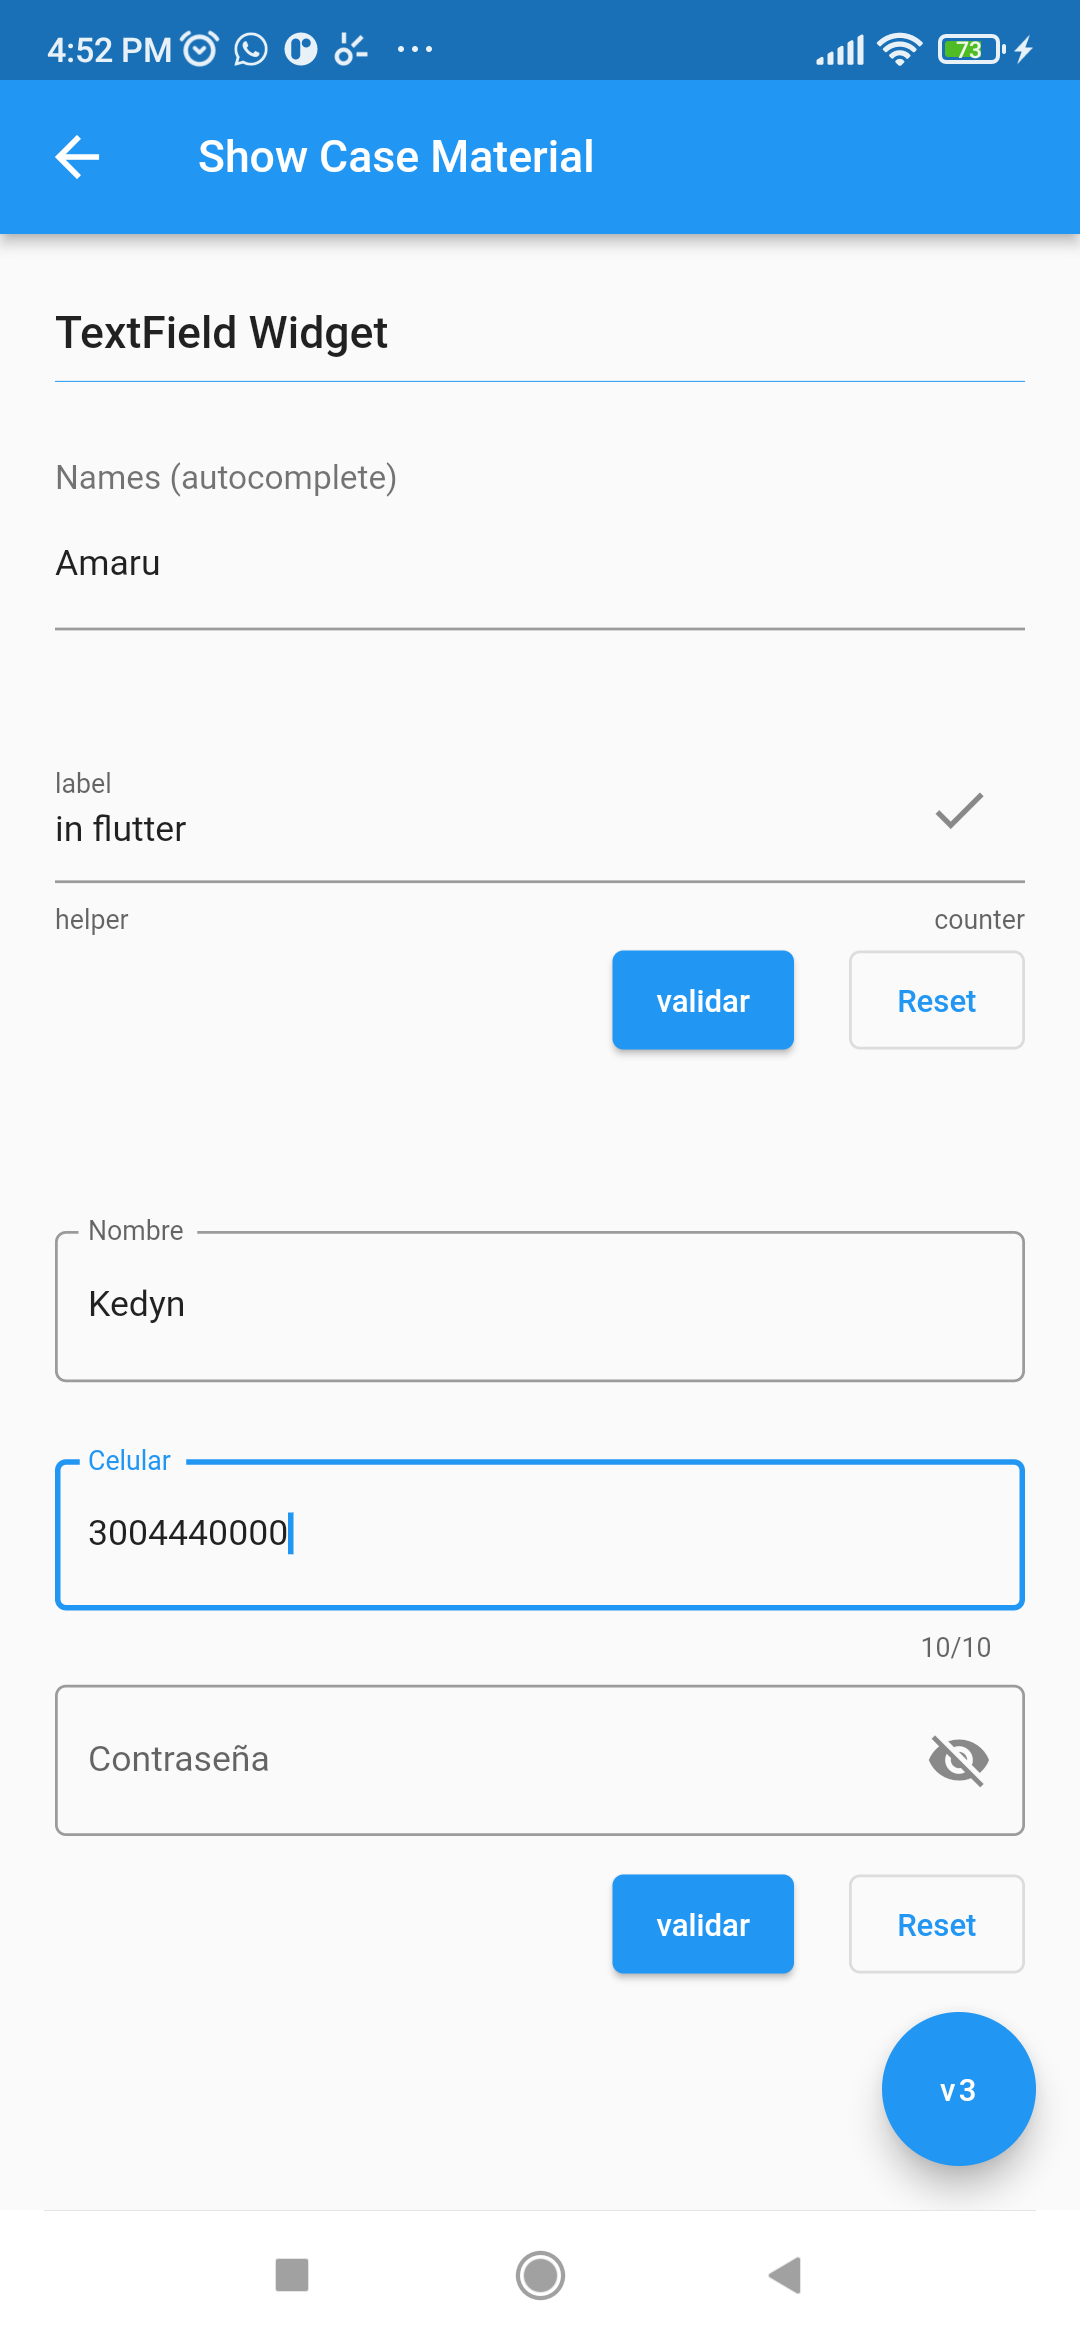 4:52 PM
73
Show Case Material
TextField Widget
Names (autocomplete)
Amaru
label
in flutter
helper counter
validar Reset
Nombre
Kedyn
Celular
3004440000
10/10
Contraseña
validar Reset
v3